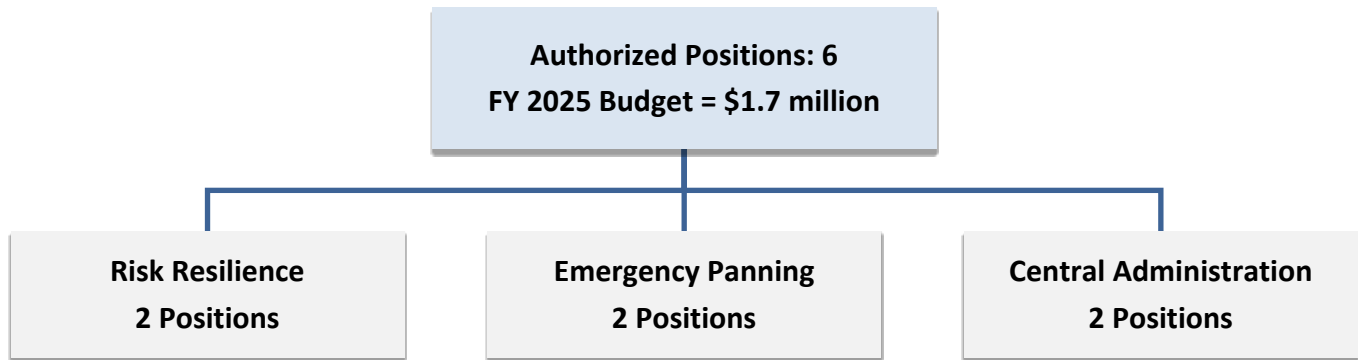 Authorized Positions: 6
FY 2025 Budget = $1.7 million
Risk Resilience
2 Positions
Emergency Panning
2 Positions
Central Administration
2 Positions